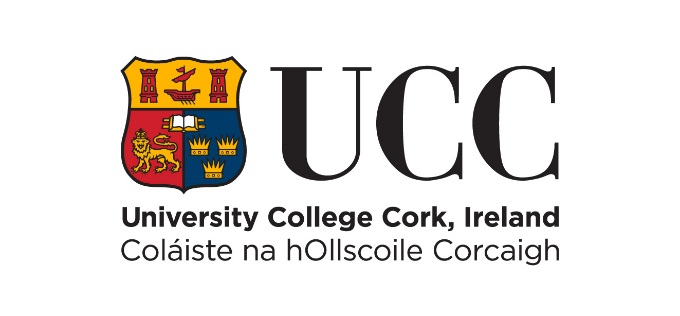 UCC
University College Cork, Ireland
Coláiste na hOllscoile Corcaigh